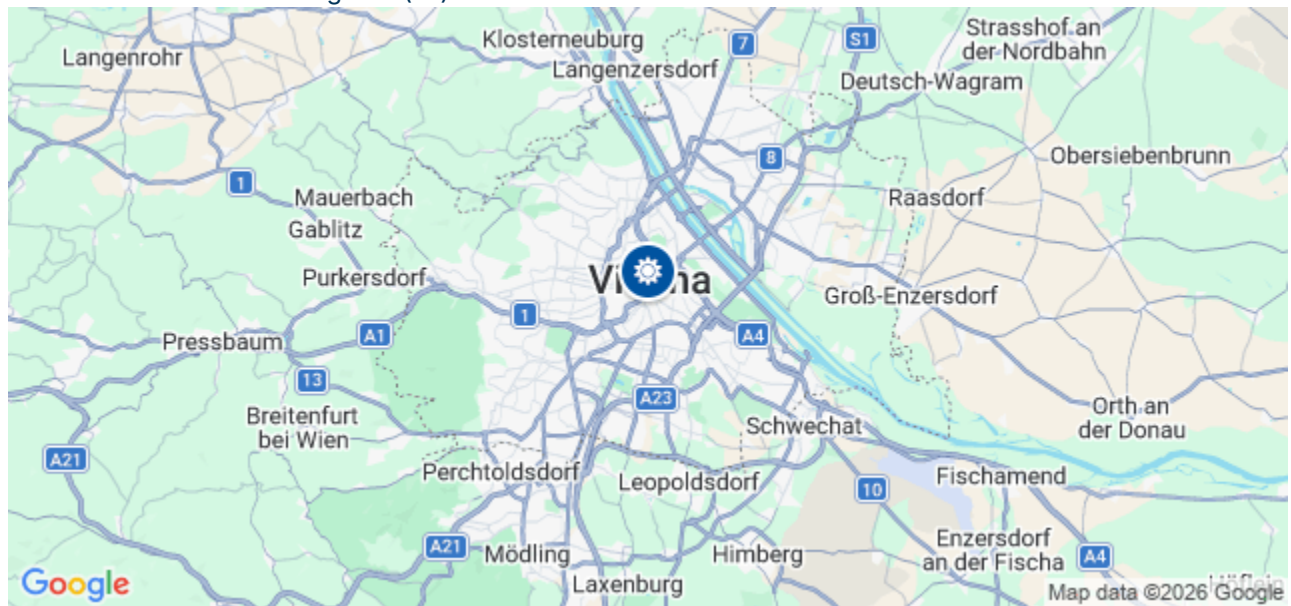 Klosterneuburg
7
S1
Strasshof an
der Nordbahn
Langenrohr
Langenzersdorf
Deutsch-Wagram
8
Obersiebenbrunn
1
Mauerbach
Raasdorf
Gablitz
Purkersdorf
Groß-Enzersdorf
1
A1
A4
Pressbaum
13
A23
Breitenfurt
bei Wien
Schwechat
Orth an
der Donau
A21
Perchtoldsdorf
Leopoldsdorf
10
Fischamend
A21
Mödling
Himberg
Enzersdorf
an der Fischa
A4
Laxenburg
Google
Map data ©2026 Google